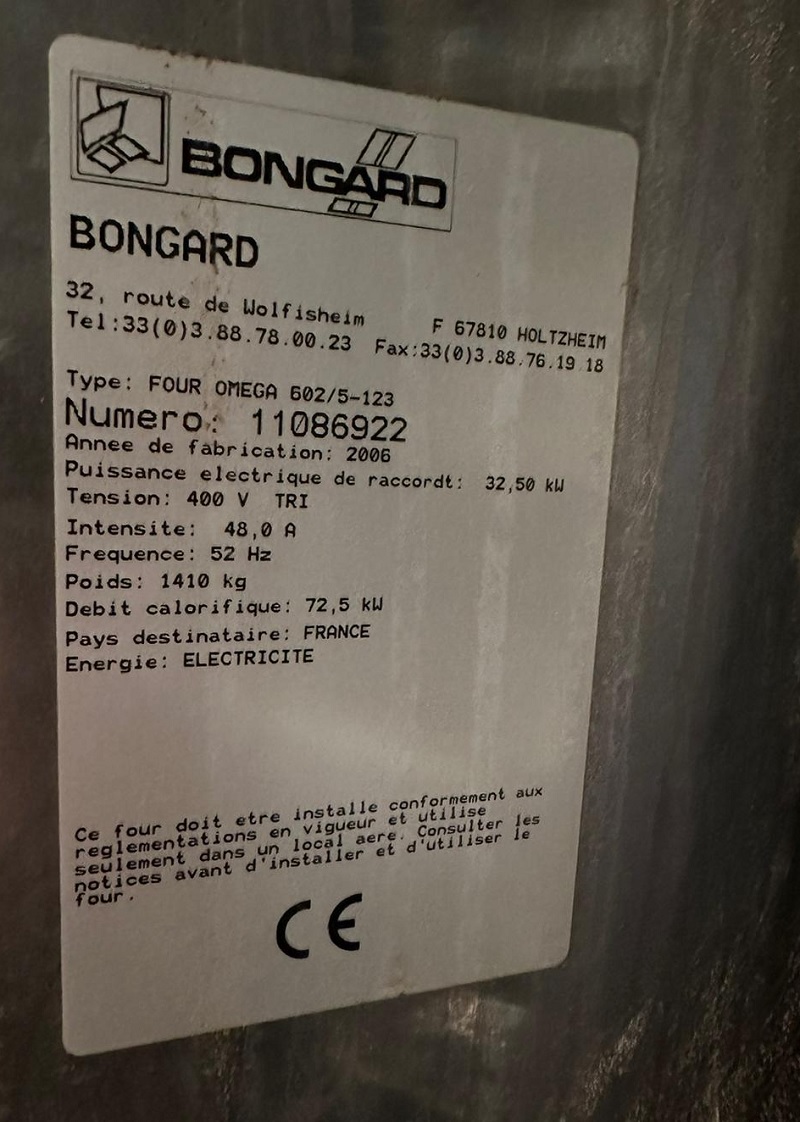 BONGARD
BONGARD
32, route de Wolfisheim F 67810 HOLTZHEIM
Tel:33(0)3.88.78.00.23 Fax:33(0)3.88.76.19 18
Type: FOUR OMEGA 602/5-123
Numero: 11086922
Annee de fabrication: 2006
Puissance electrique de raccordt: 32,50 kW
Tension: 400 V TRI
Intensite: 48,0 A
Frequence: 52 Hz
Poids: 1410 kg
Debit calorifique: 72,5 kW
Pays destinataire: FRANCE
Energie: ELECTRICITE
Ce four doit etre installe conformement aux
reglementations en vigueur et utilise
seulement dans un local aere. Consulter les
notices avant d'installer et d'utiliser le
four.
CE